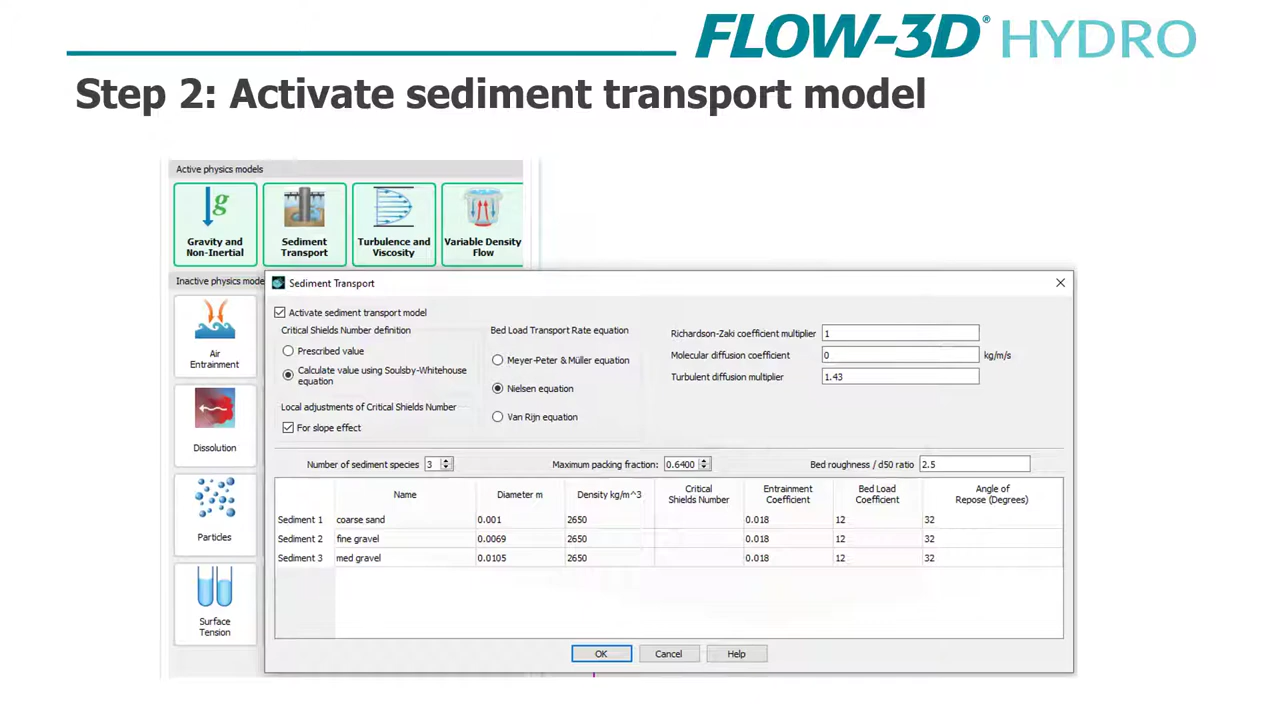 FLOW-3D® HYDRO
Step 2: Activate sediment transport model
Active physics models
Gravity and
Non-Inertial
Sediment
Transport
Turbulence and
Viscosity
Variable Density
Flow
Inactive physics mode
Air
Entrainment
Dissolution
Particles
Surface
Tension
Sediment Transport
Activate sediment transport model
Critical Shields Number definition
Prescribed value
Calculate value using Soulsby-Whitehouse
equation
Local adjustments of Critical Shields Number
For slope effect
Bed Load Transport Rate equation
Meyer-Peter & Müller equation
Nielsen equation
Van Rijn equation
Richardson-Zaki coefficient multiplier 1
Molecular diffusion coefficient 0 kg/m/s
Turbulent diffusion multiplier 1.43
Number of sediment species 3 Maximum packing fraction: 0.6400 Bed roughness / d50 ratio 2.5
Name
Diameter m
Density kg/m^3
Critical
Shields Number
Entrainment
Coefficient
Bed Load
Coefficient
Angle of
Repose (Degrees)
Sediment 1 coarse sand 0.001 2650 0.018 12 32
Sediment 2 fine gravel 0.0069 2650 0.018 12 32
Sediment 3 med gravel 0.0105 2650 0.018 12 32
OK Cancel Help